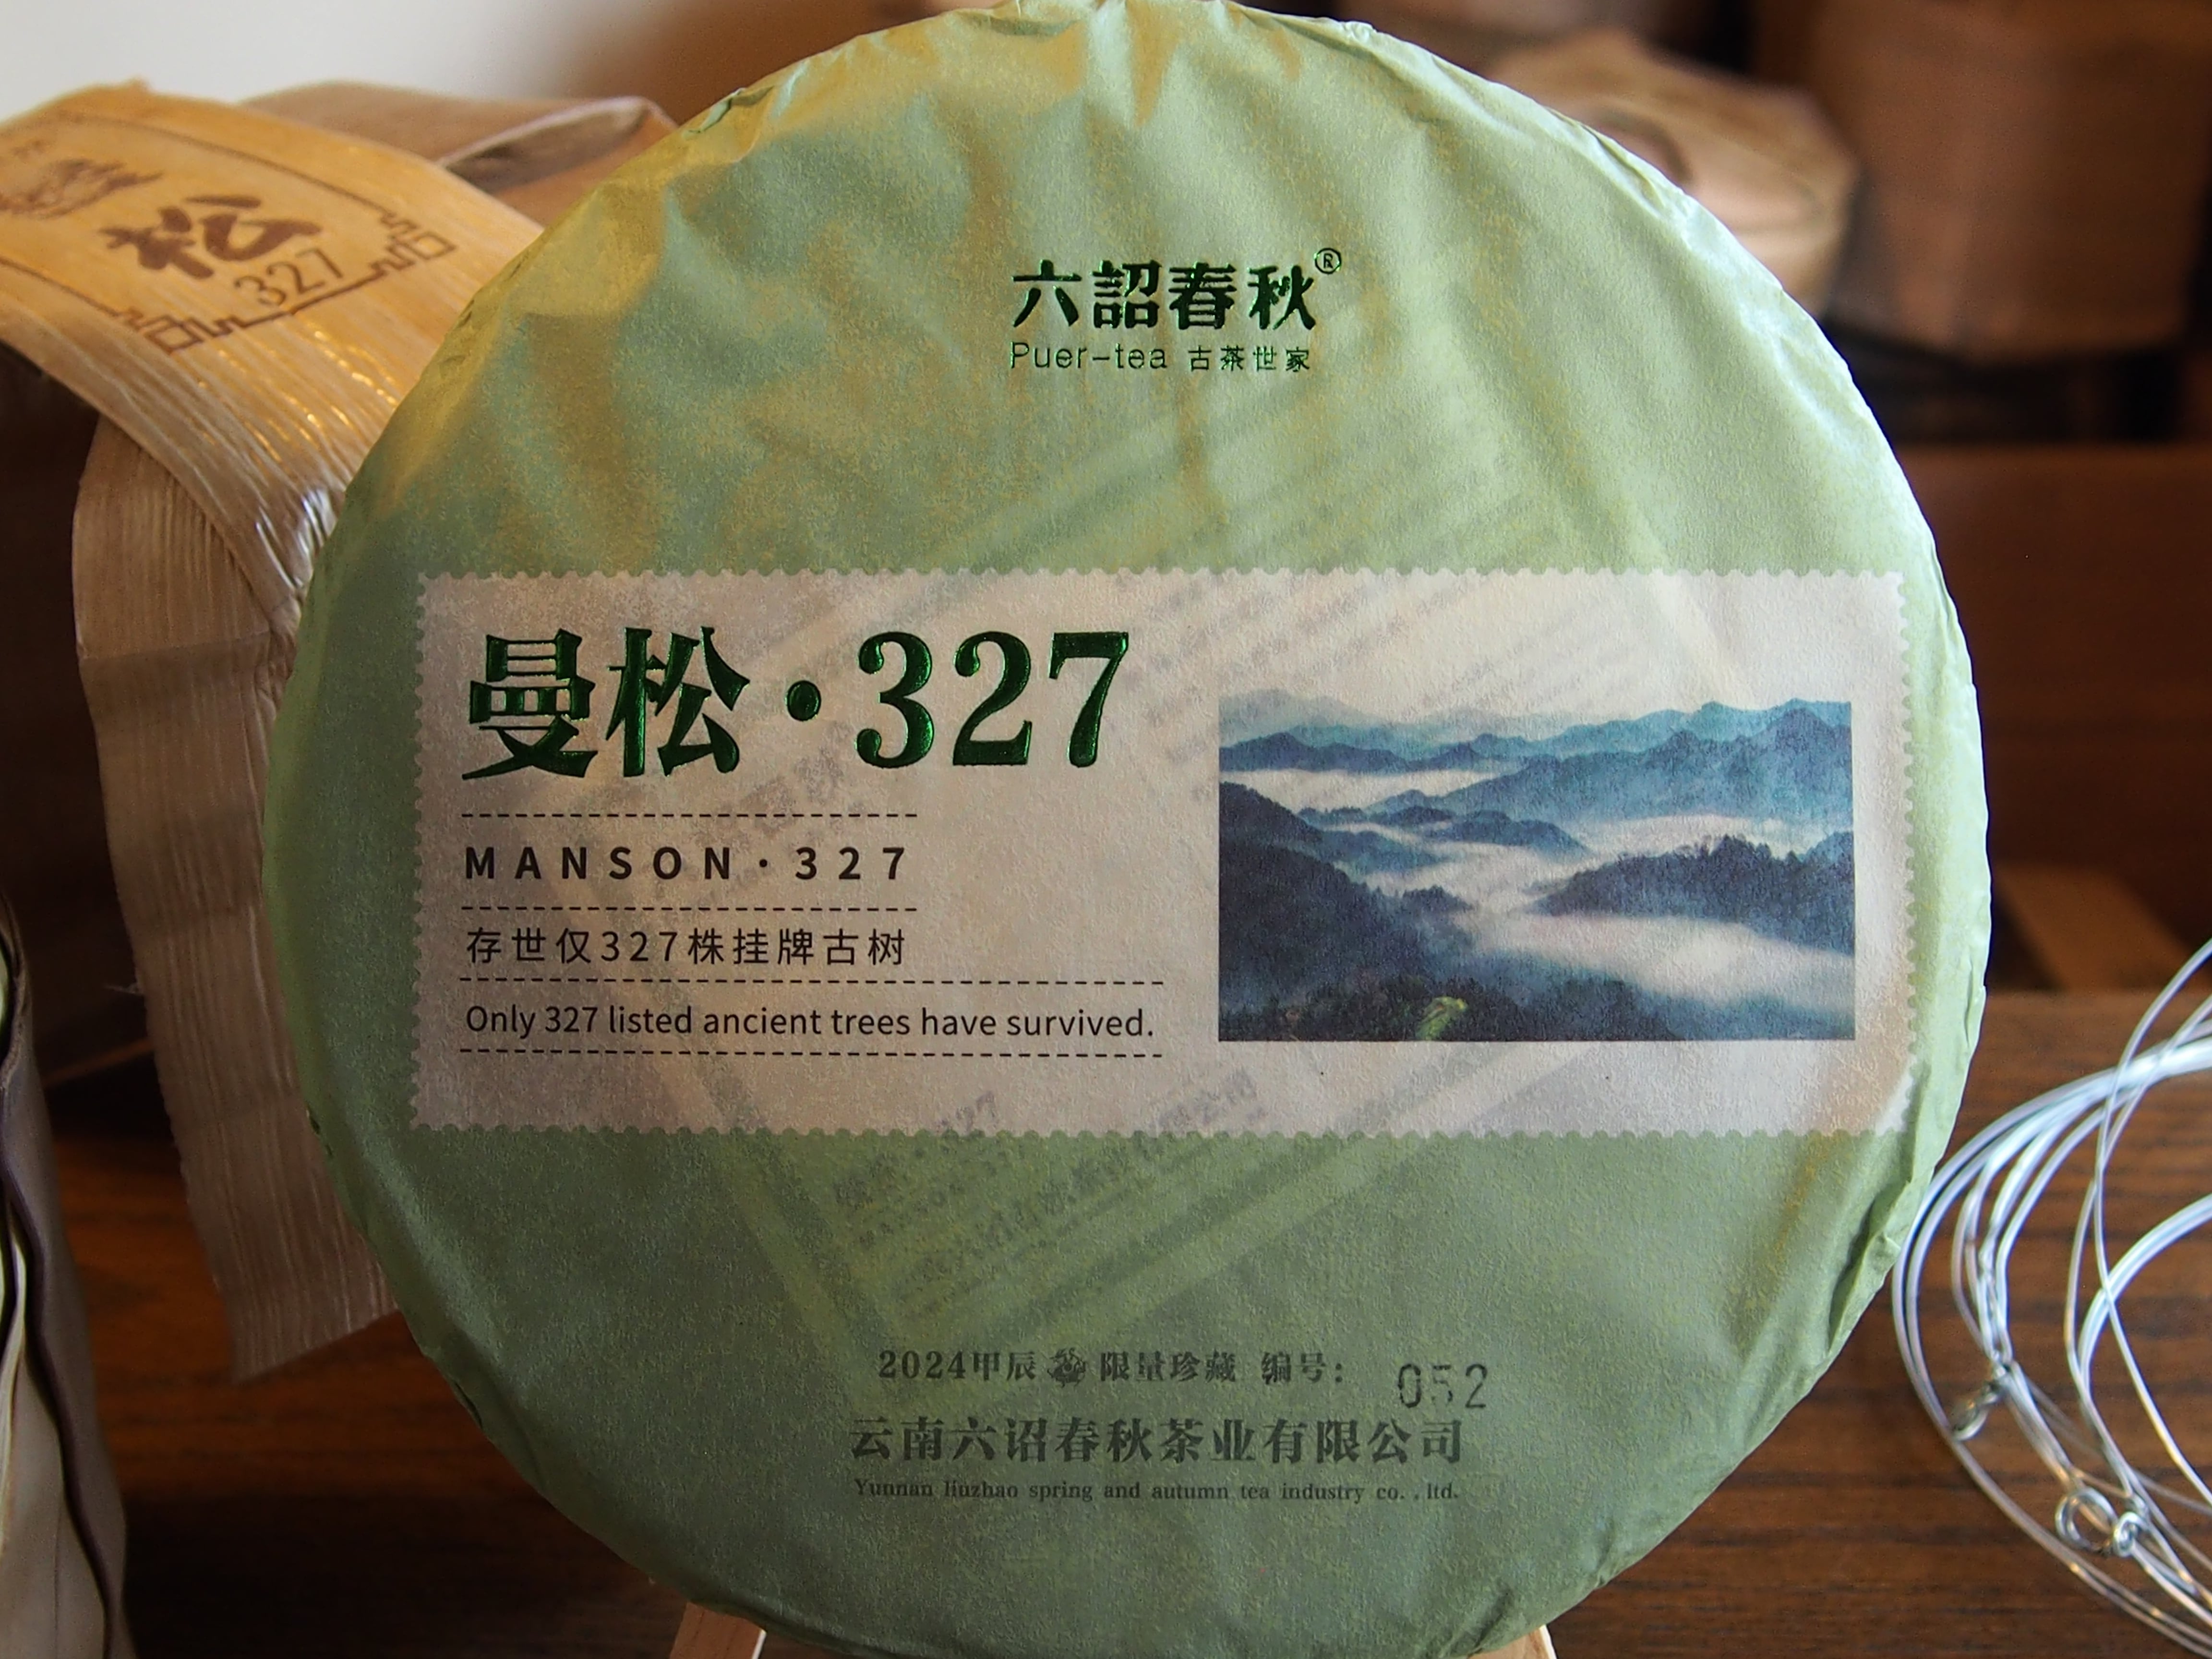 松
327
六詔春秋®
Puer-tea 古茶世家
曼松·327
MANSON·327
存世仅327株挂牌古树
Only 327 listed ancient trees have survived.
2024甲辰 限量珍藏 编号: 052
云南六诏春秋茶业有限公司
Yunnan liuzhao spring and autumn tea industry co. , ltd.